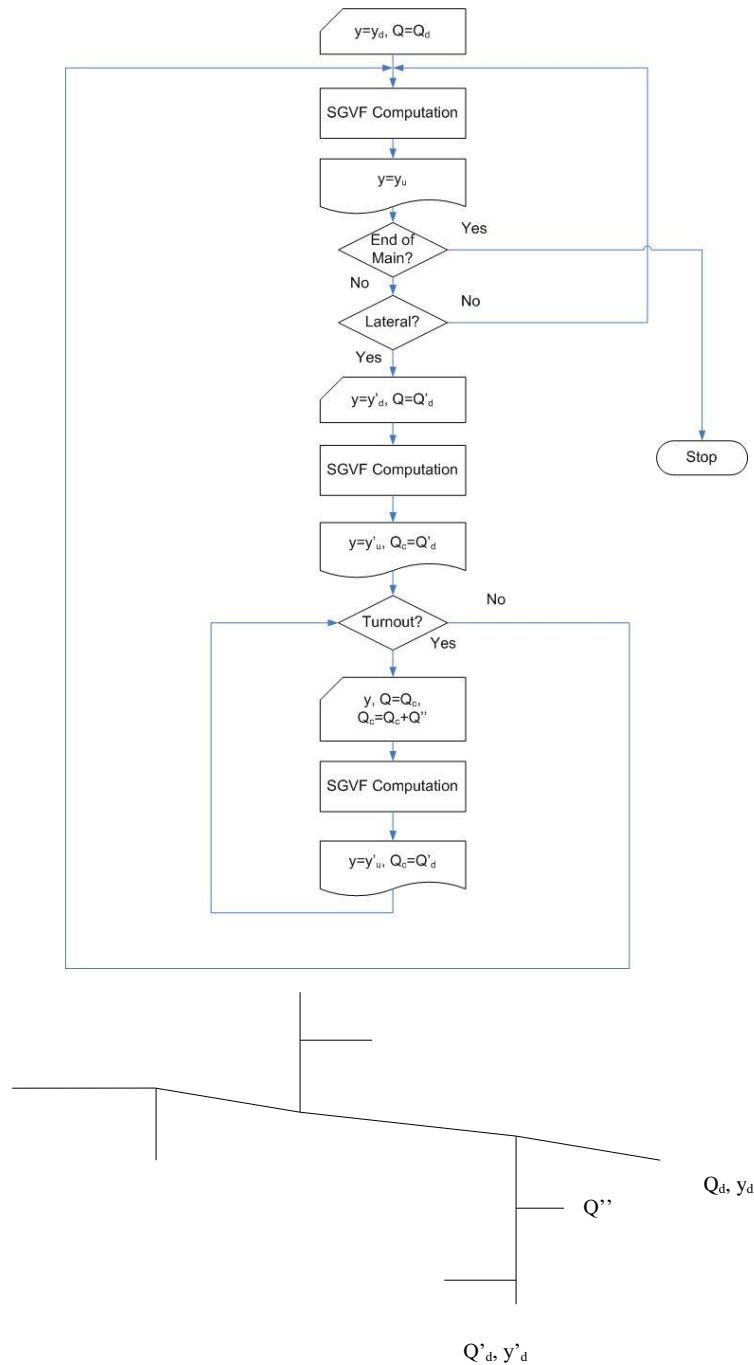 y=y_d, Q=Q_d
SGVF Computation
y=y_u
Yes
End of
Main?
No
No
Lateral?
Yes
y=y'_d, Q=Q'_d
SGVF Computation
Stop
y=y'_u, Q_c=Q'_d
No
Turnout?
Yes
y, Q=Q_c,
Q_c=Q_c+Q''
SGVF Computation
y=y'_u, Q_c=Q'_d
Q_d, y_d
Q’’
Q’_d, y’_d